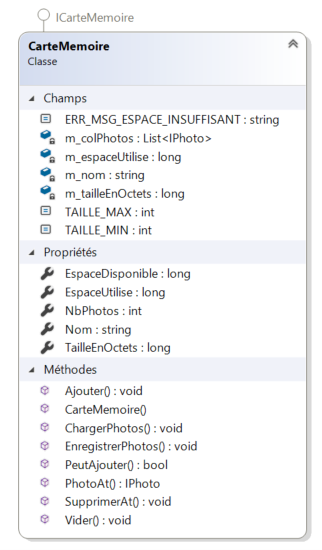 ICarteMemoire
CarteMemoire
Classe
Champs
ERR_MSG_ESPACE_INSUFFISANT : string
m_colPhotos : List<IPhoto>
m_espaceUtilise : long
m_nom : string
m_tailleEnOctets : long
TAILLE_MAX : int
TAILLE_MIN : int
Propriétés
EspaceDisponible : long
EspaceUtilise : long
NbPhotos : int
Nom : string
TailleEnOctets : long
Méthodes
Ajouter() : void
CarteMemoire()
ChargerPhotos() : void
EnregistrerPhotos() : void
PeutAjouter() : bool
PhotoAt() : IPhoto
SupprimerAt() : void
Vider() : void